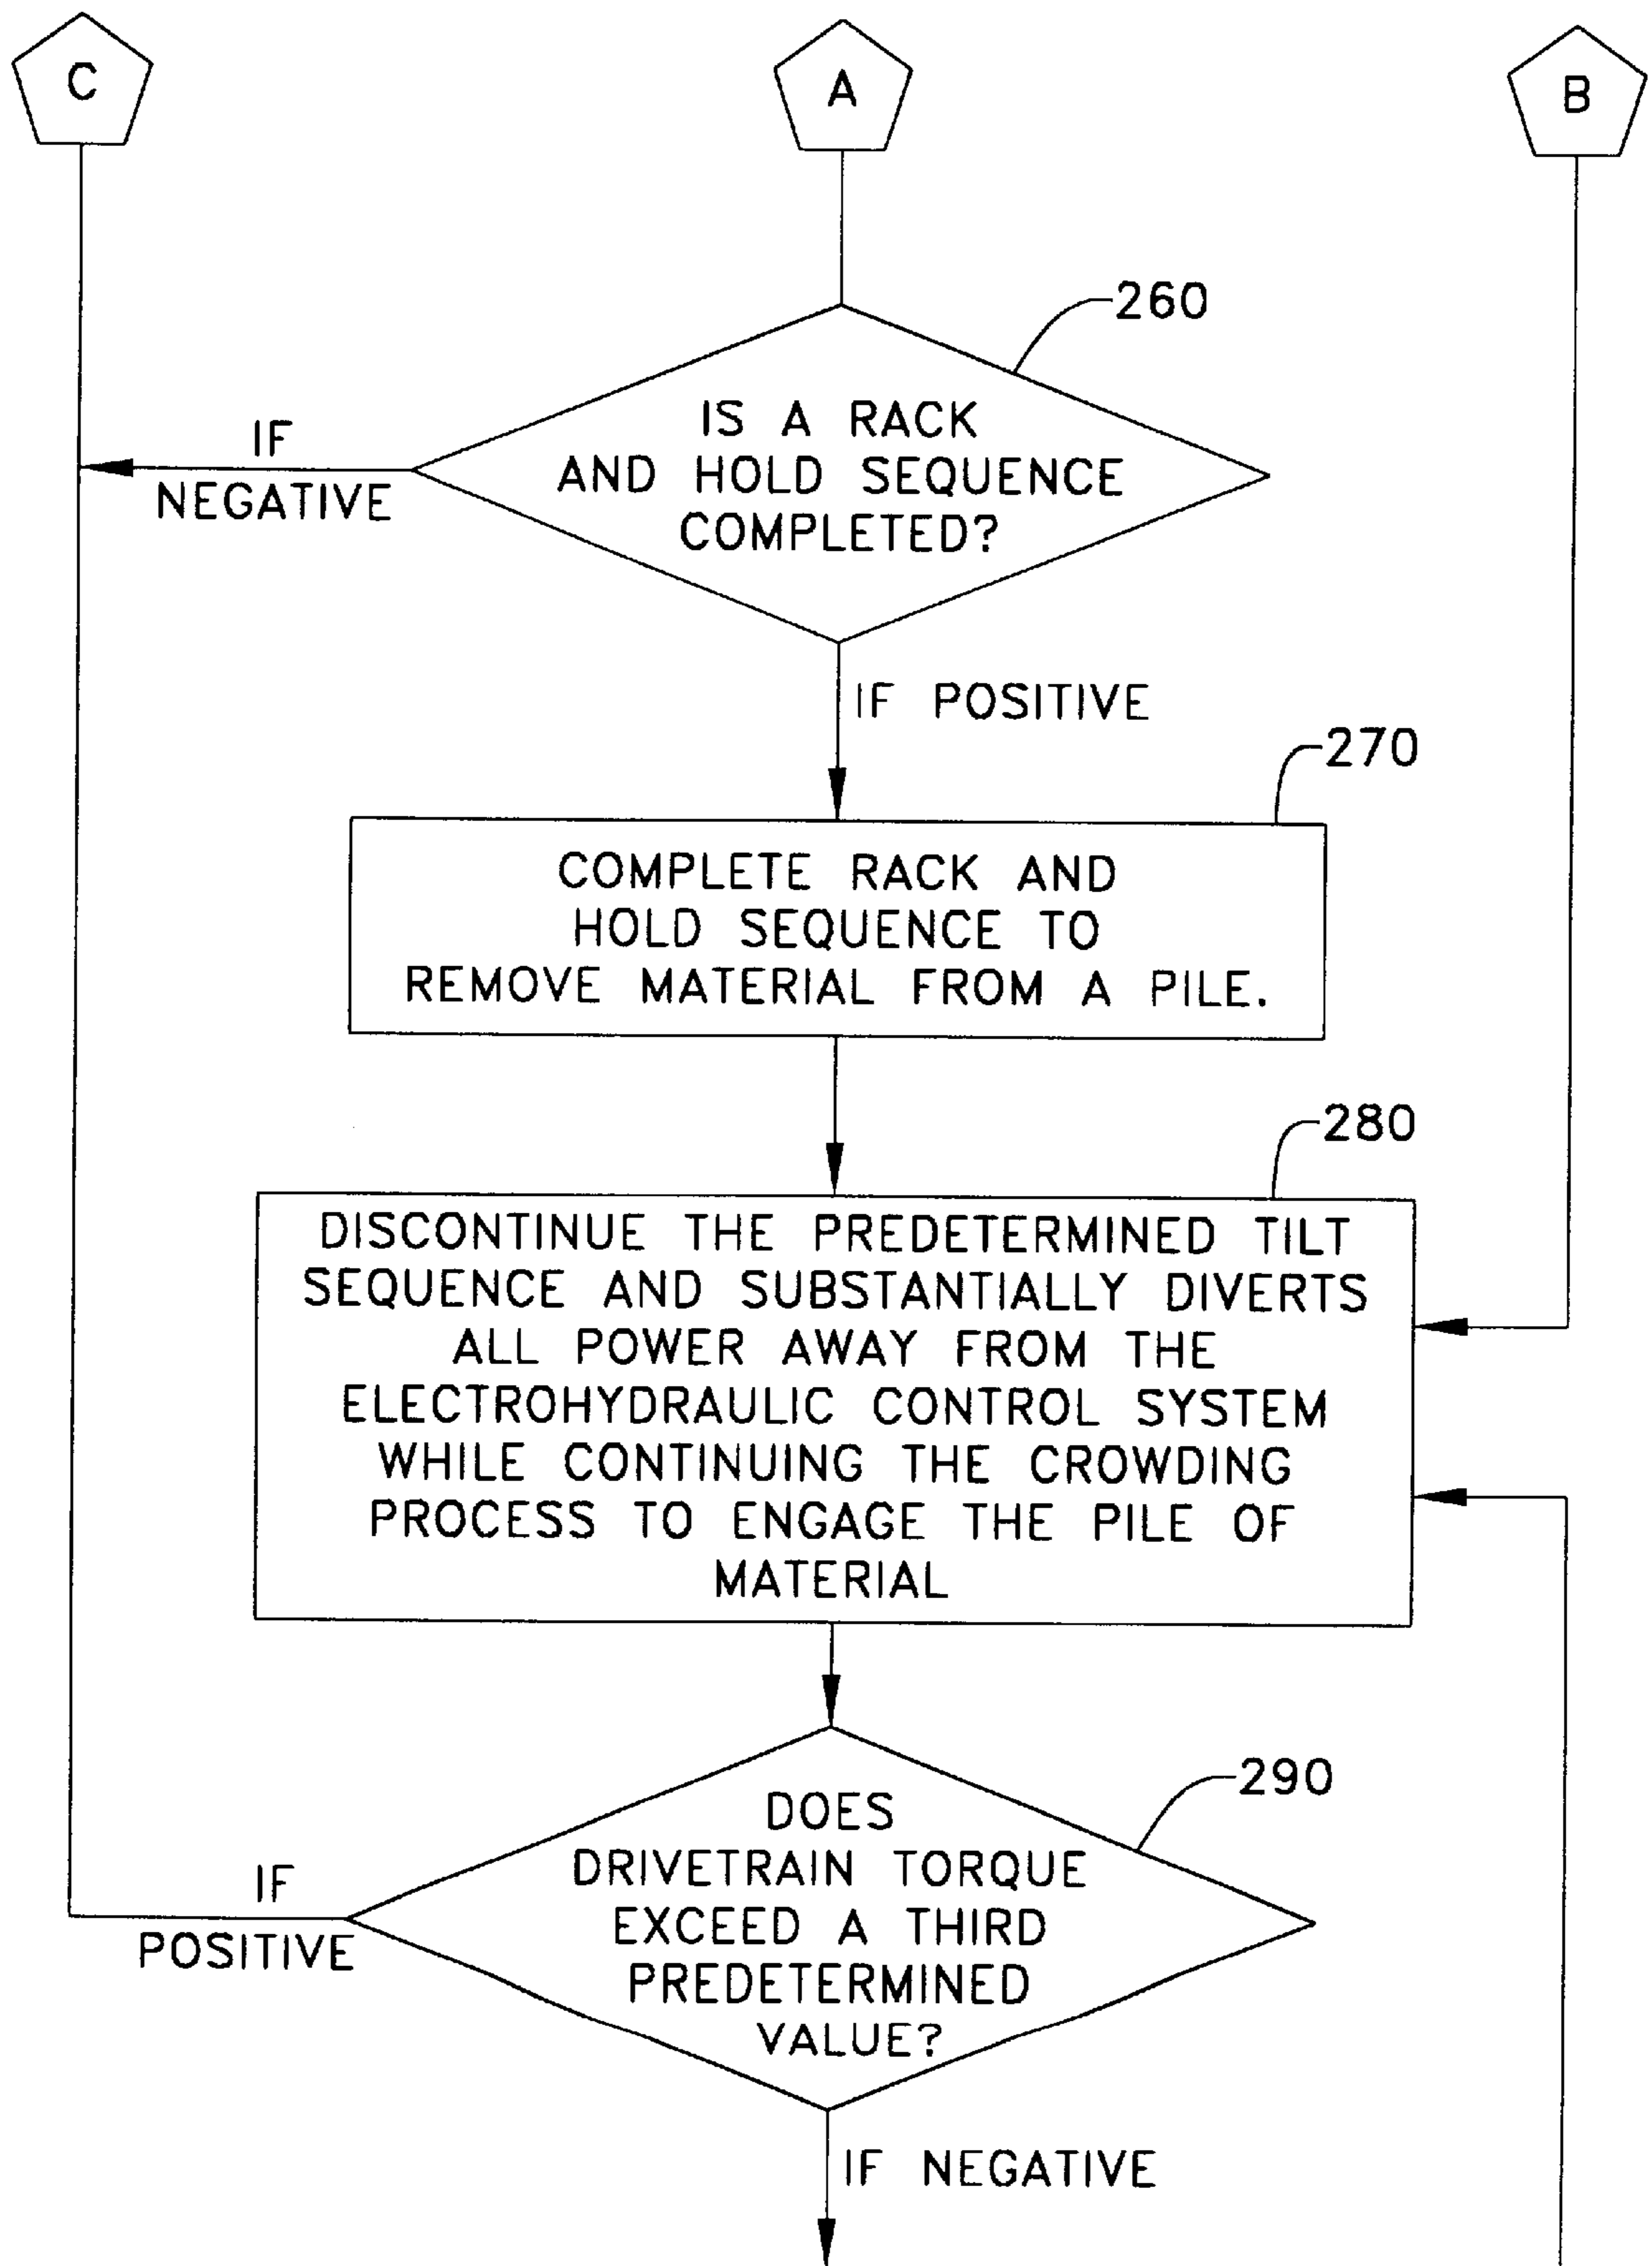 C
A
B
260
IS A RACK
AND HOLD SEQUENCE
COMPLETED?
IF
NEGATIVE
IF POSITIVE
270
COMPLETE RACK AND
HOLD SEQUENCE TO
REMOVE MATERIAL FROM A PILE.
280
DISCONTINUE THE PREDETERMINED TILT
SEQUENCE AND SUBSTANTIALLY DIVERTS
ALL POWER AWAY FROM THE
ELECTROHYDRAULIC CONTROL SYSTEM
WHILE CONTINUING THE CROWDING
PROCESS TO ENGAGE THE PILE OF
MATERIAL
290
DOES
DRIVETRAIN TORQUE
EXCEED A THIRD
PREDETERMINED
VALUE?
IF
POSITIVE
IF NEGATIVE